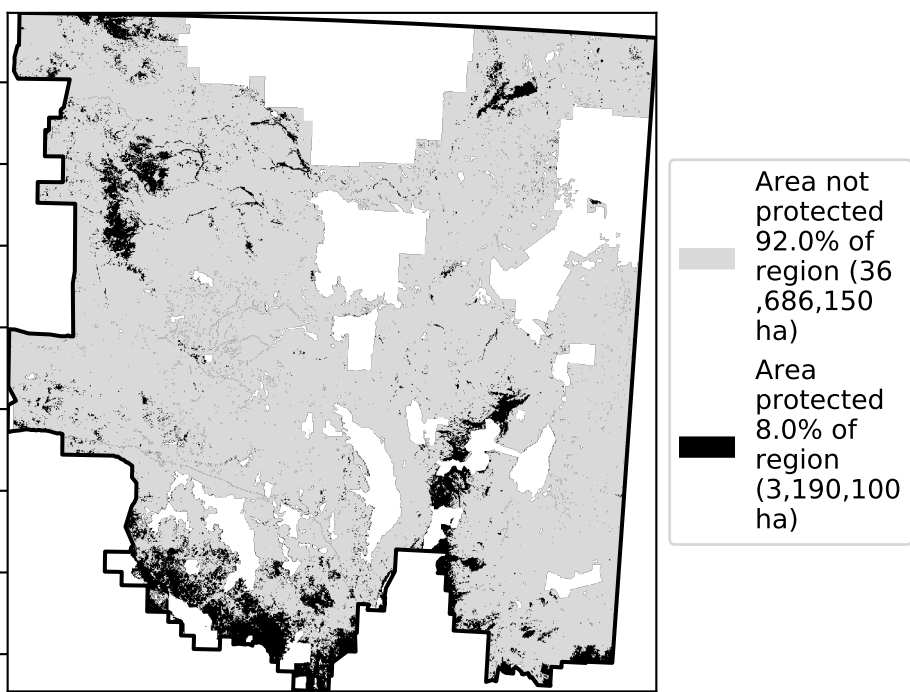 Area not
protected
92.0% of
region (36
,686,150
ha)
Area
protected
8.0% of
region
(3,190,100
ha)